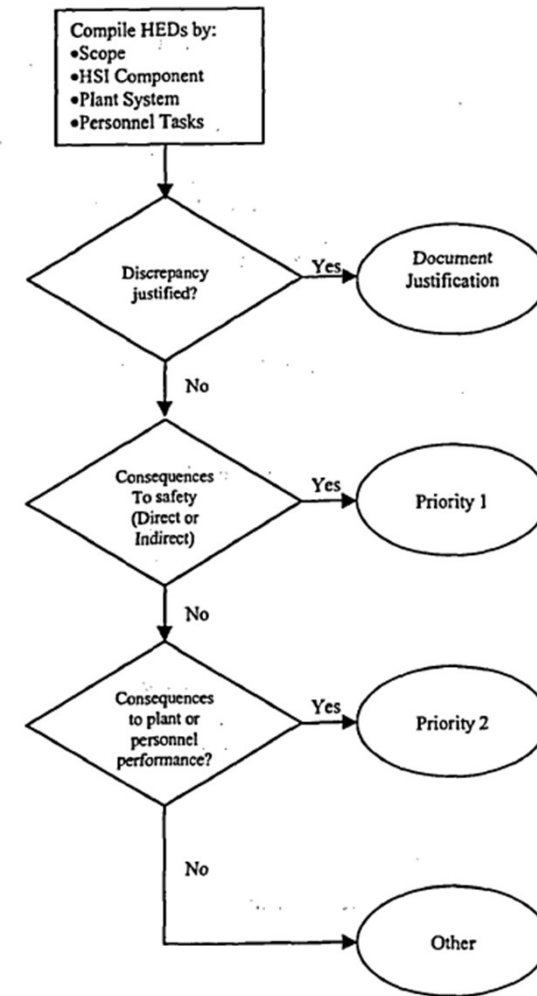 Compile HEDs by:
•Scope
•HSI Component
•Plant System
•Personnel Tasks
Discrepancy
justified?
Yes
Document
Justification
No
Consequences
To safety
(Direct or
Indirect)
Yes
Priority 1
No
Consequences
to plant or
personnel
performance?
Yes
Priority 2
No
Other